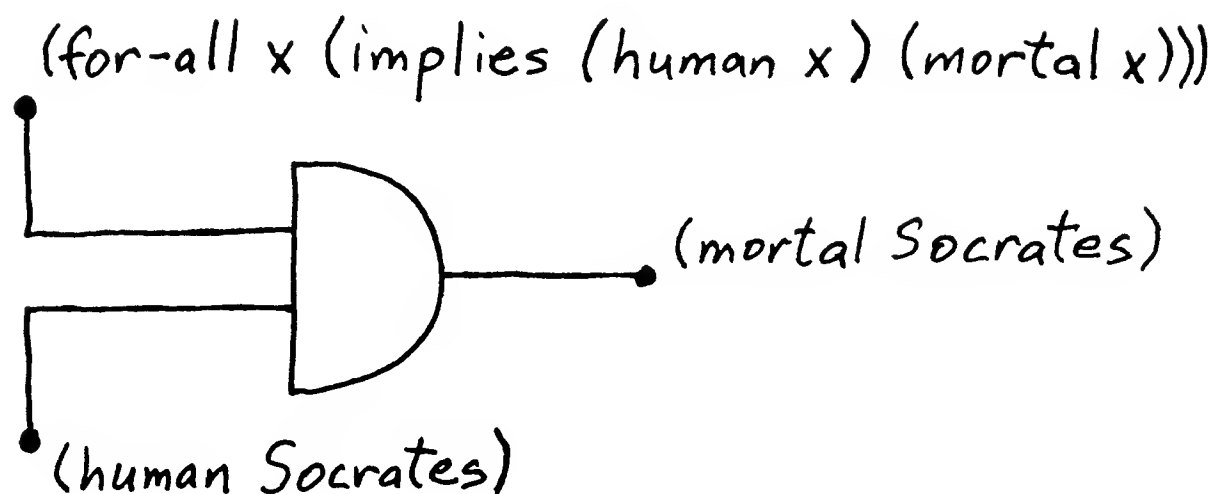 (for-all x (implies (human x) (mortal x)))
(mortal Socrates)
(human Socrates)